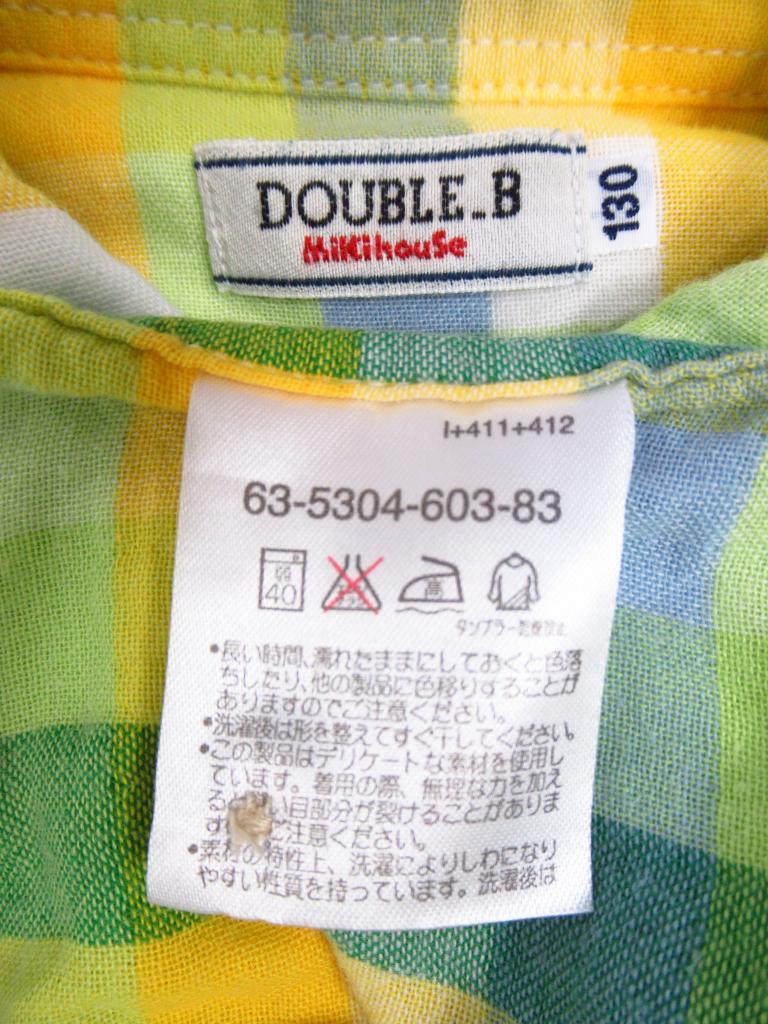 DOUBLE.B
MiKiHouSe
130
I+411+412
63-5304-603-83
40
高
タンブラー乾燥禁止
•長い時間、濡れたままにしておくと色落
ちしたり、他の製品に色移りすることが
ありますのでご注意ください。
•洗濯後は形を整えてすぐ干してください。
•この製品はデリケートな素材を使用し
ています。着用の際、無理な力を加え
る 目部分が裂けることがありま
す ご注意ください。
•素材の特性上、洗濯によりしわになり
やすい性質を持っています。洗濯後は